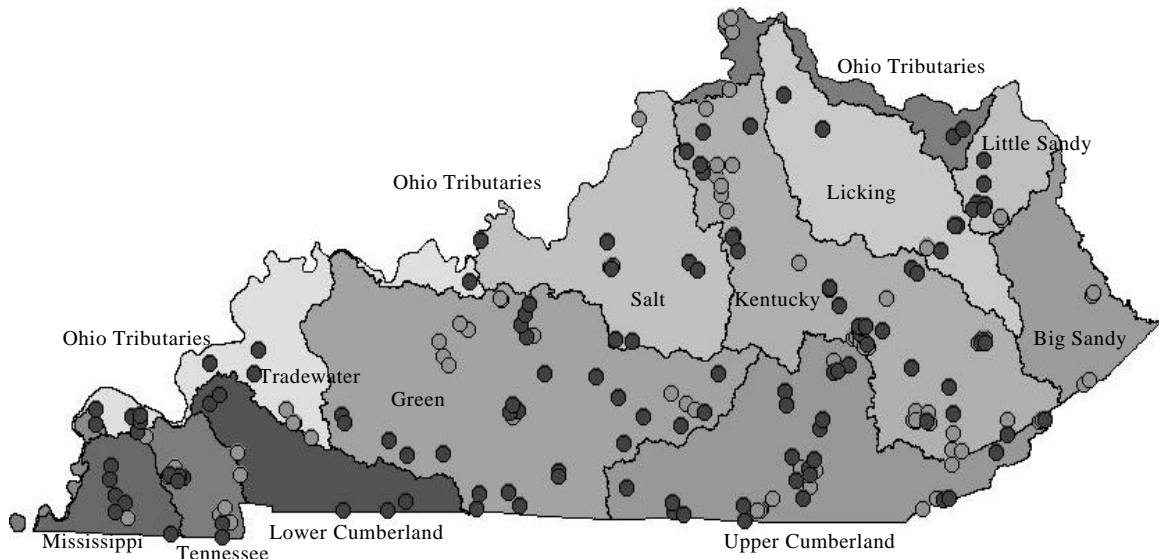 Ohio Tributaries
Little Sandy
Ohio Tributaries
Licking
Salt
Kentucky
Ohio Tributaries
Big Sandy
Tradewater
Green
Lower Cumberland
Mississippi
Upper Cumberland
Tennessee